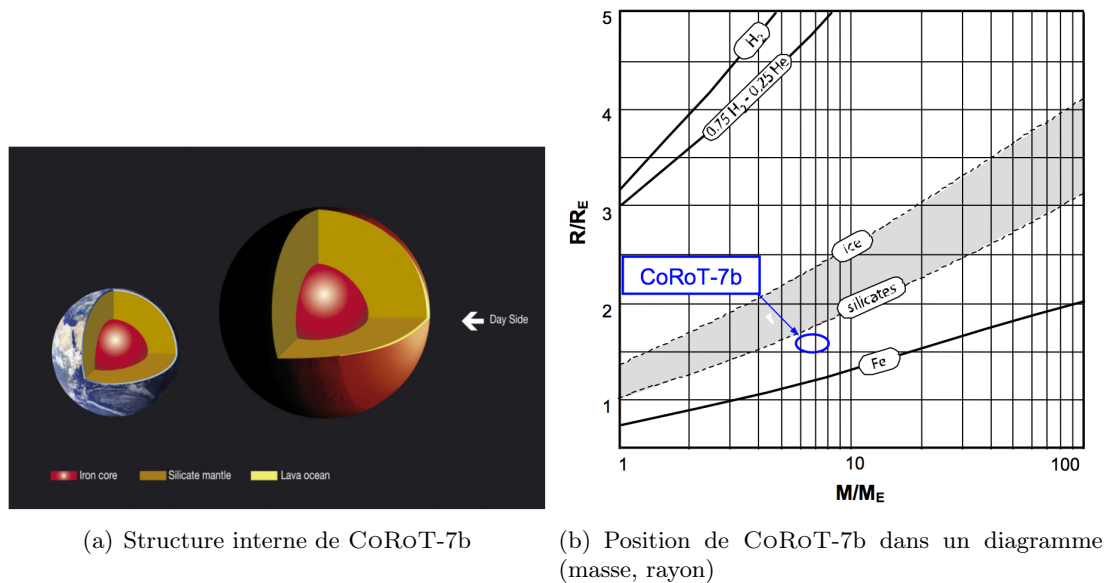 Day Side
Iron core
Silicate mantle
Lava ocean
(a) Structure interne de CoRoT-7b
5
4
3
2
1
R/RE
H2
0.75 H2 - 0.25 He
ice
CoRoT-7b
silicates
Fe
1
10
100
M/ME
(b) Position de CoRoT-7b dans un diagramme
(masse, rayon)